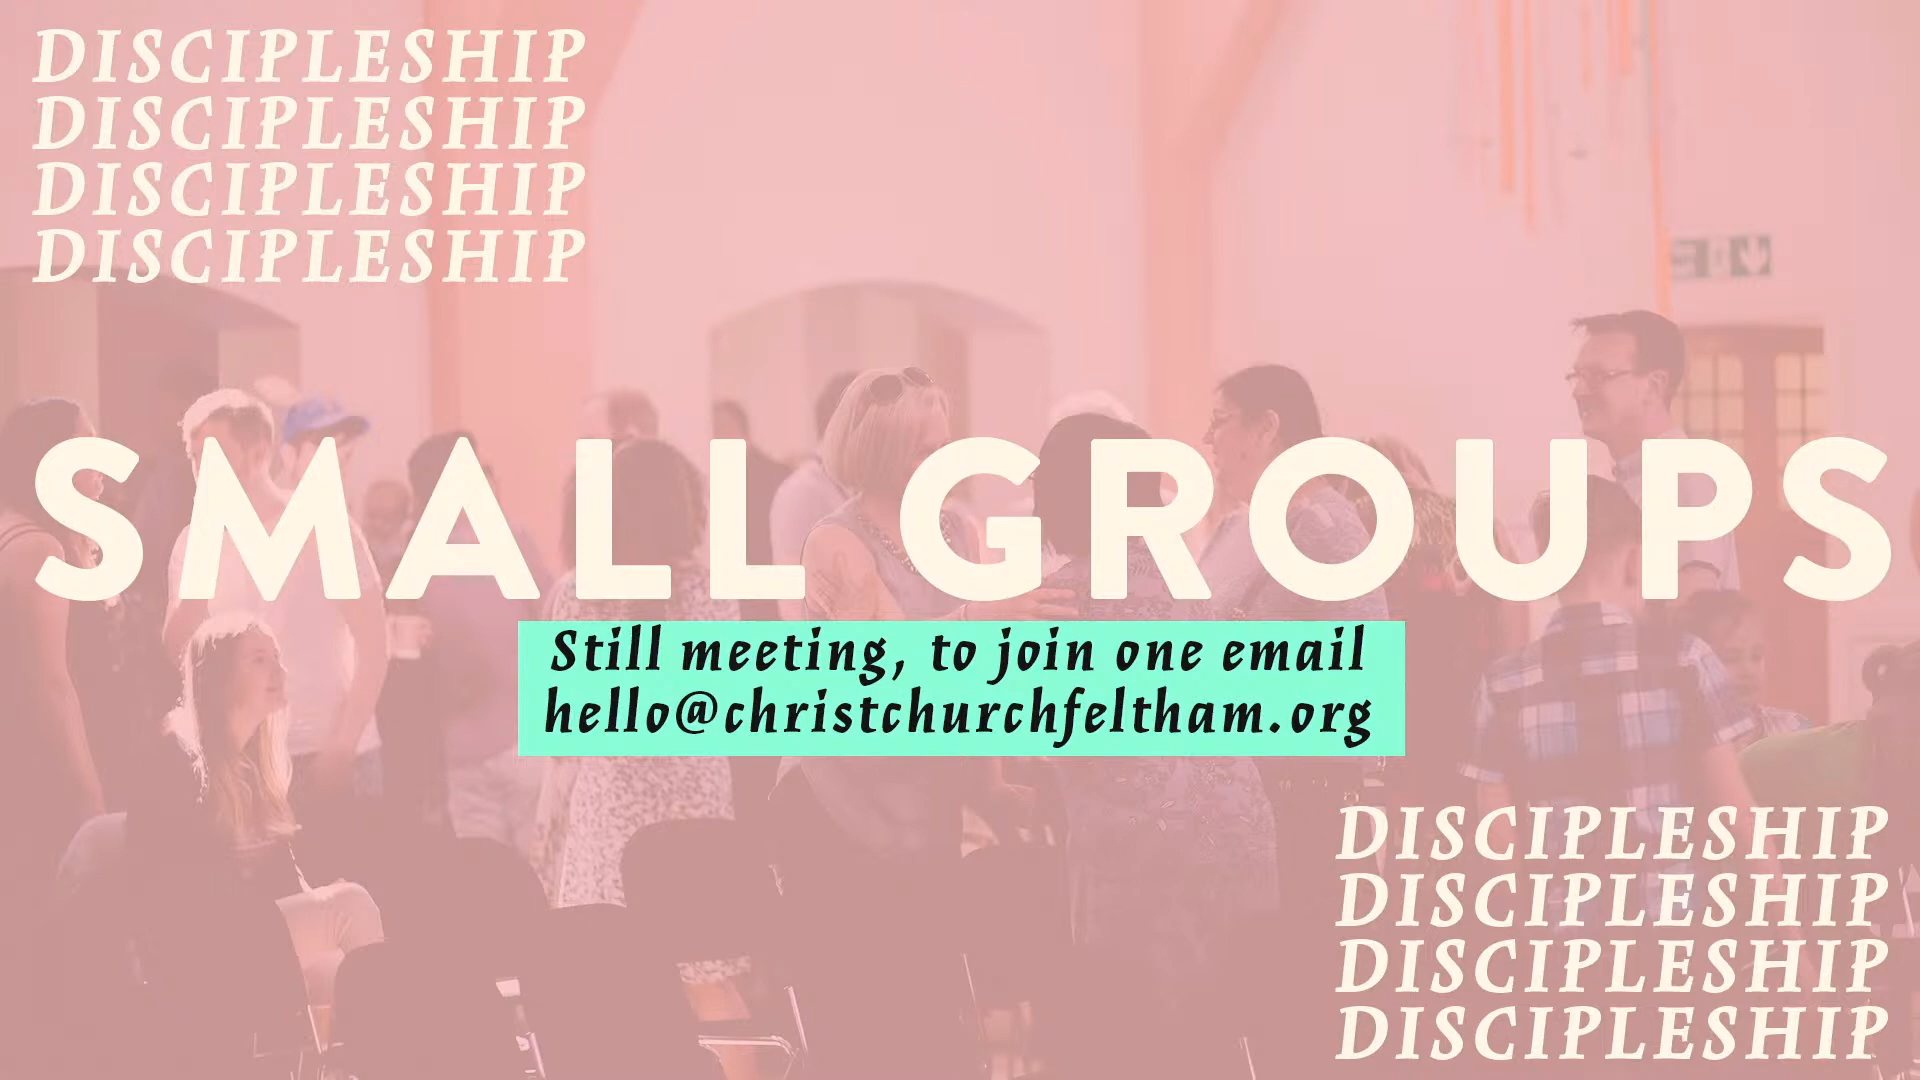 DISCIPLESHIP
DISCIPLESHIP
DISCIPLESHIP
DISCIPLESHIP
SMALL GROUPS
Still meeting, to join one email
hello@christchurchfeltham.org
DISCIPLESHIP
DISCIPLESHIP
DISCIPLESHIP
DISCIPLESHIP